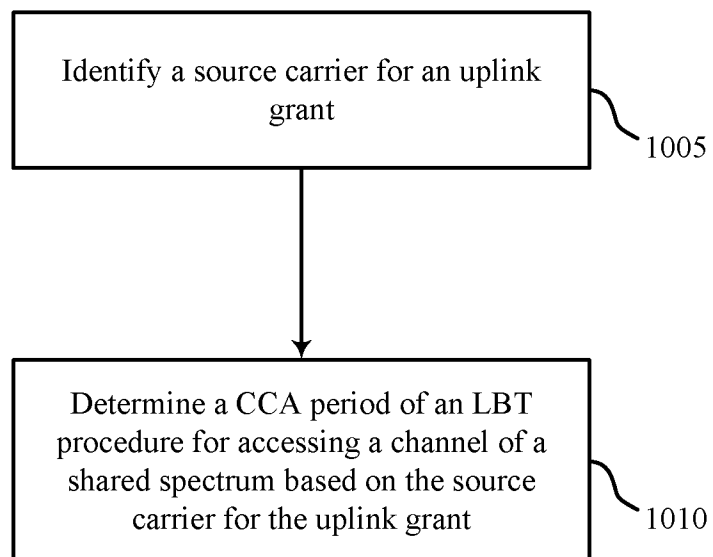 Identify a source carrier for an uplink
grant
1005
Determine a CCA period of an LBT
procedure for accessing a channel of a
shared spectrum based on the source
carrier for the uplink grant
1010